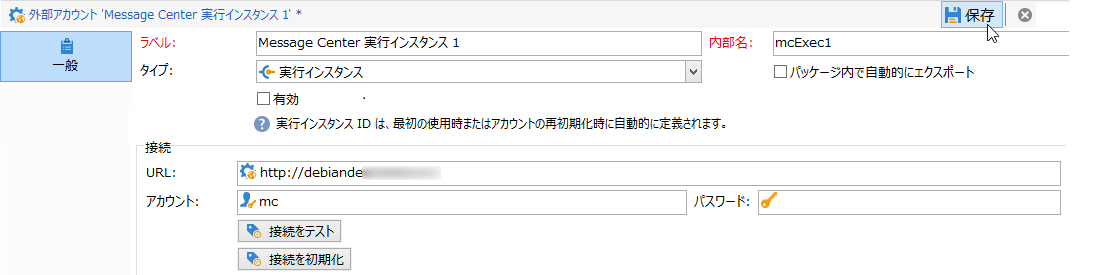 外部アカウント 'Message Center 実行インスタンス 1' *
保存
一般
ラベル: Message Center 実行インスタンス 1 内部名: mcExec1
タイプ: 実行インスタンス パッケージ内で自動的にエクスポート
有効
実行インスタンス ID は、最初の使用時またはアカウントの再初期化時に自動的に定義されます。
接続
URL: http://debiande
アカウント: mc パスワード:
接続をテスト
接続を初期化